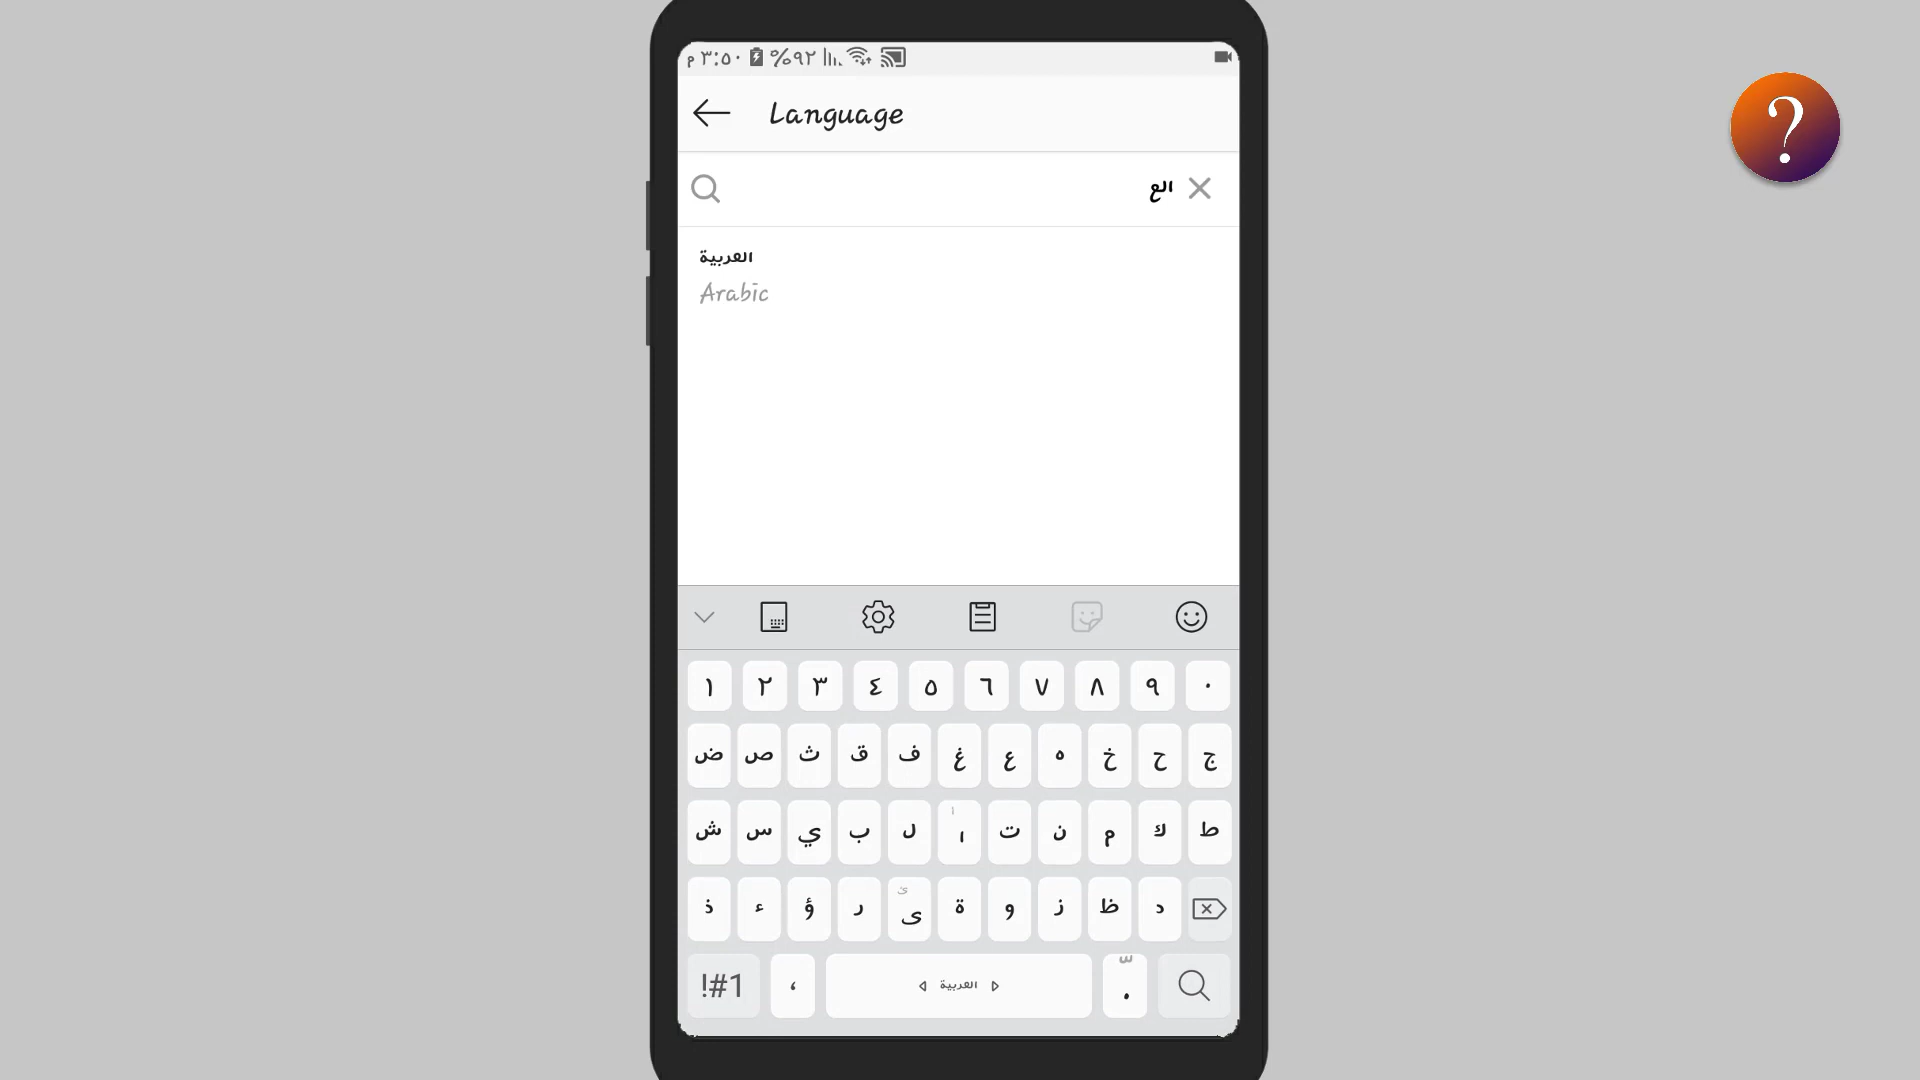 م ٣:٥٠ %٩٢
?
Language
الع
العربية
Arabic
١ ٢ ٣ ٤ ٥ ٦ ٧ ٨ ٩ ٠
ض ص ث ق ف غ ع ه خ ح ج
ش س ي ب ل ا ت ن م ك ط
ذ ء ؤ ر ى ئ ة و ز ظ د
!#1 ، العربية .